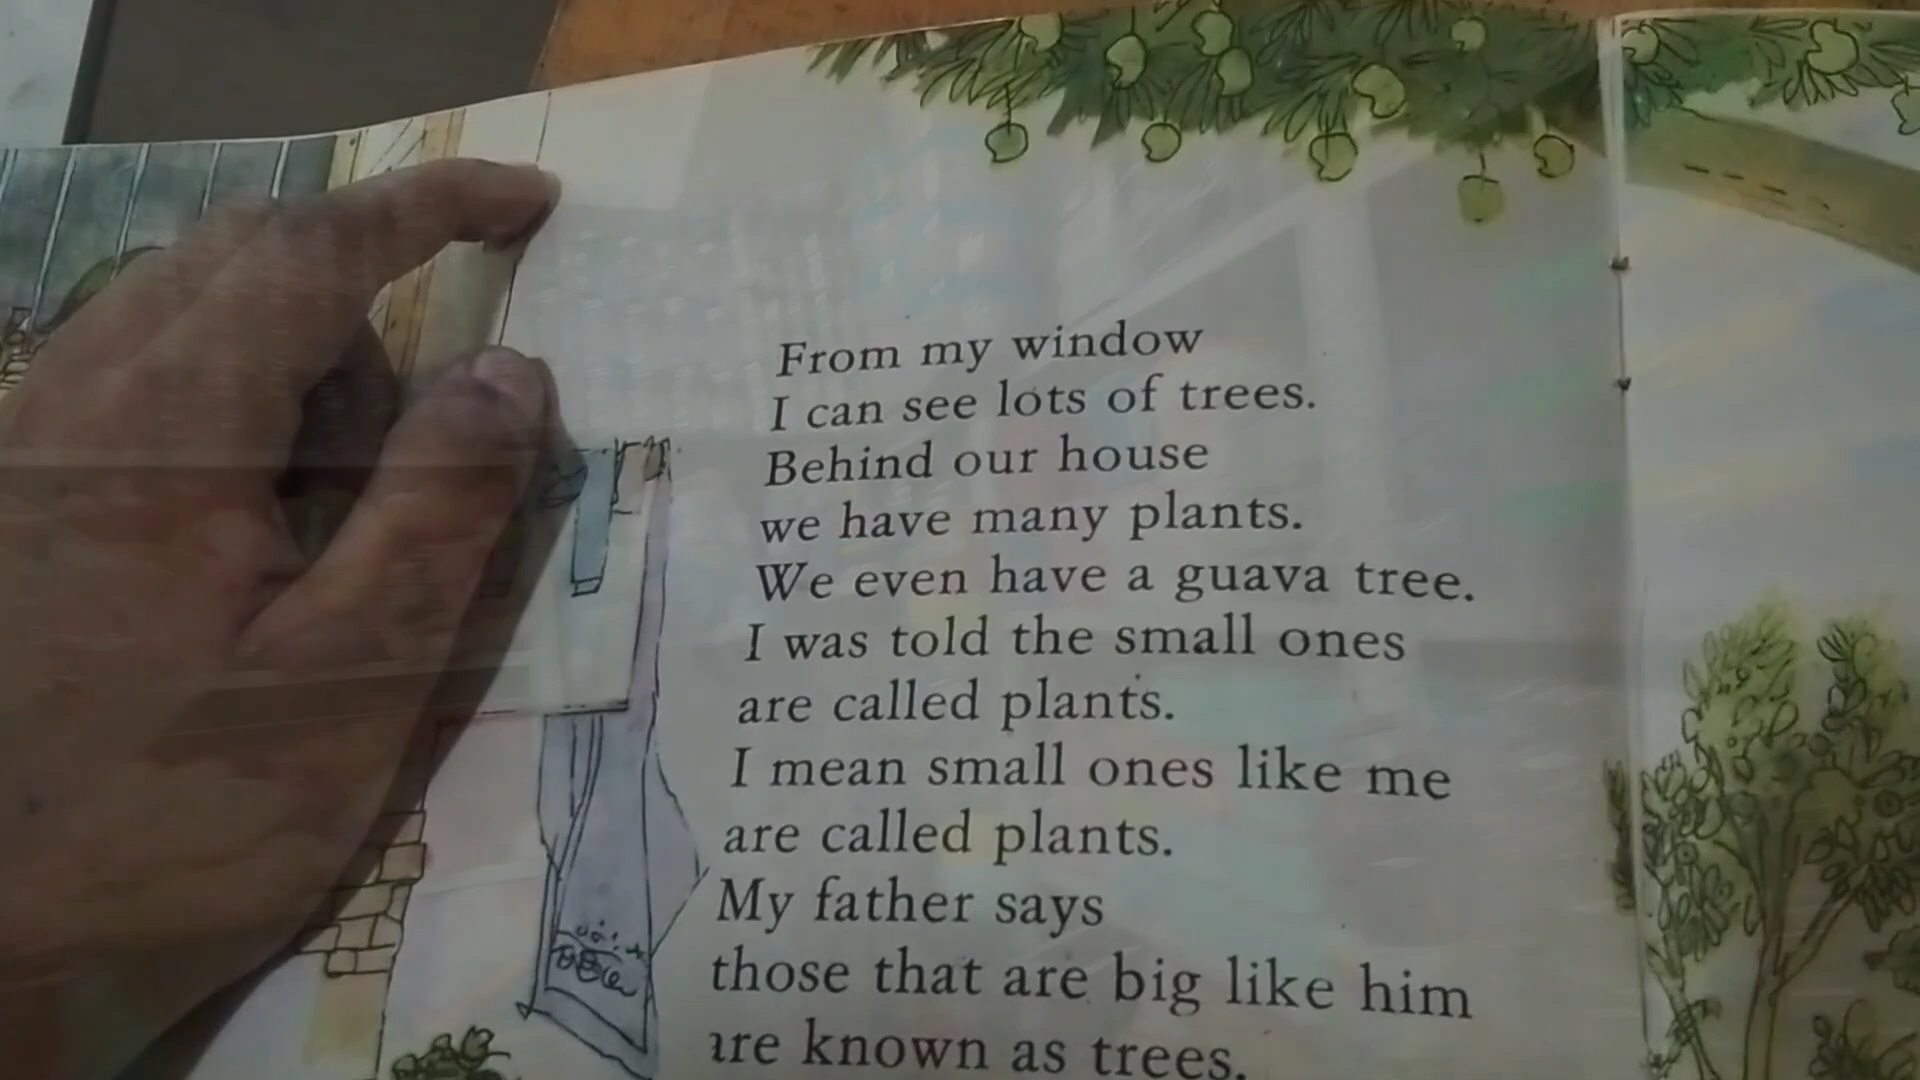 From my window
I can see lots of trees.
Behind our house
we have many plants.
We even have a guava tree.
I was told the small ones
are called plants.
I mean small ones like me
are called plants.
My father says
those that are big like him
are known as trees.